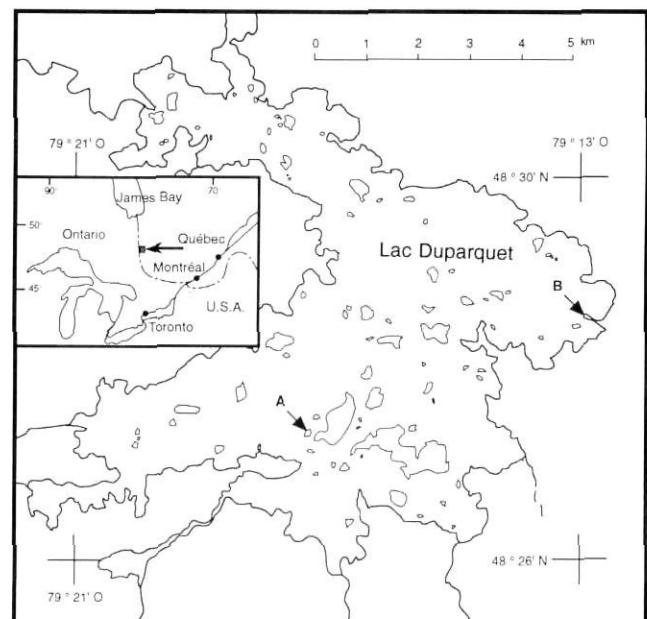 0 1 2 3 4 5 km
79 ° 21' O
79 ° 13' O
48 ° 30' N
90°
70°
James Bay
50°
Ontario
Québec
Montréal
45°
U.S.A.
Toronto
Lac Duparquet
B
A
48 ° 26' N
79 ° 21' O